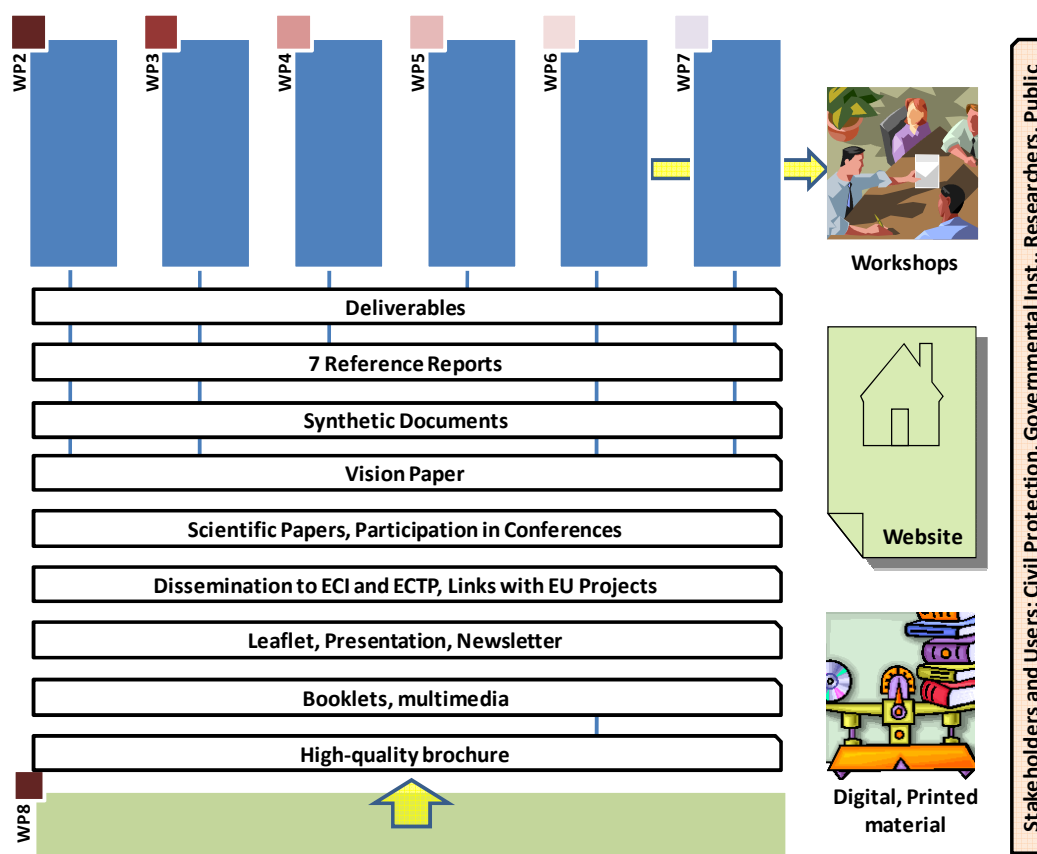 WP2
WP3
WP4
WP5
WP6
WP7
Workshops
Deliverables
7 Reference Reports
Synthetic Documents
Vision Paper
Scientific Papers, Participation in Conferences
Dissemination to ECI and ECTP, Links with EU Projects
Leaflet, Presentation, Newsletter
Booklets, multimedia
High-quality brochure
WP8
Website
Digital, Printed
material
Stakeholders and Users: Civil Protection, Governmental Inst., Researchers, Public